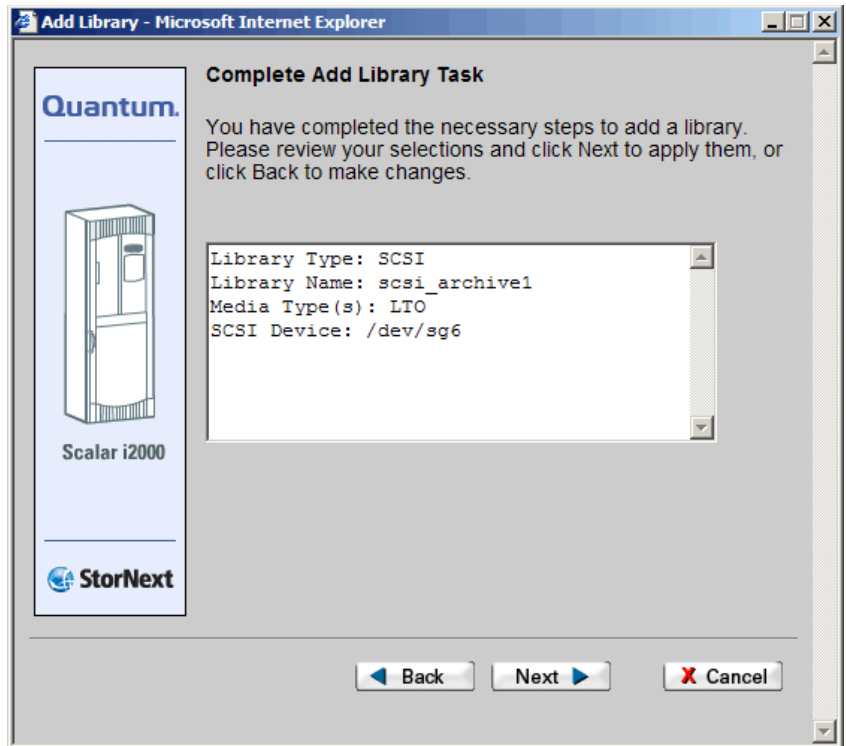 Add Library - Microsoft Internet Explorer
Quantum.
Scalar i2000
StorNext
Complete Add Library Task
You have completed the necessary steps to add a library.
Please review your selections and click Next to apply them, or
click Back to make changes.
Library Type: SCSI
Library Name: scsi_archive1
Media Type(s): LTO
SCSI Device: /dev/sg6
Back
Next
Cancel